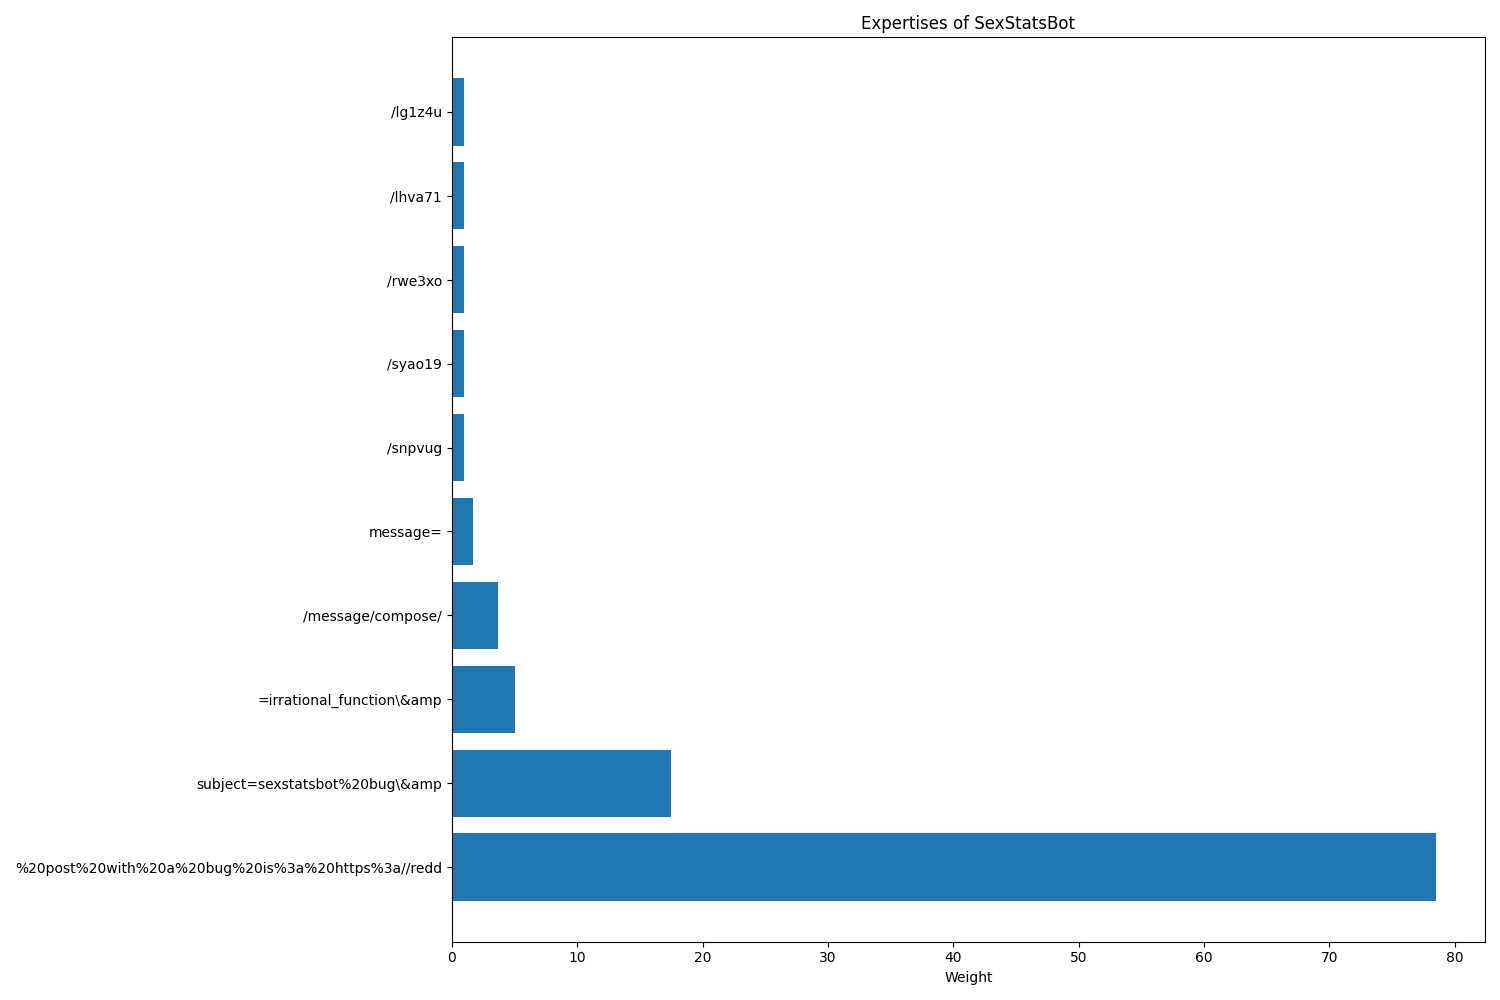 Expertises of SexStatsBot
/lg1z4u
/lhva71
/rwe3xo
/syao19
/snpvug
message=
/message/compose/
=irrational_function\&amp
subject=sexstatsbot%20bug\&amp
%20post%20with%20a%20bug%20is%3a%20https%3a//redd
0 10 20 30 40 50 60 70 80
Weight